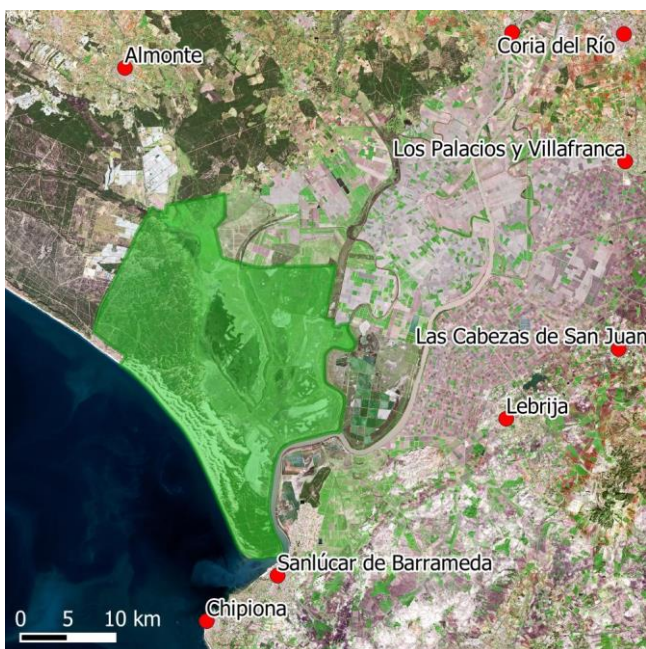 Almonte
Coria del Río
Los Palacios y Villafranca
Las Cabezas de San Juan
Lebrija
Sanlúcar de Barrameda
Chipiona
0 5 10 km